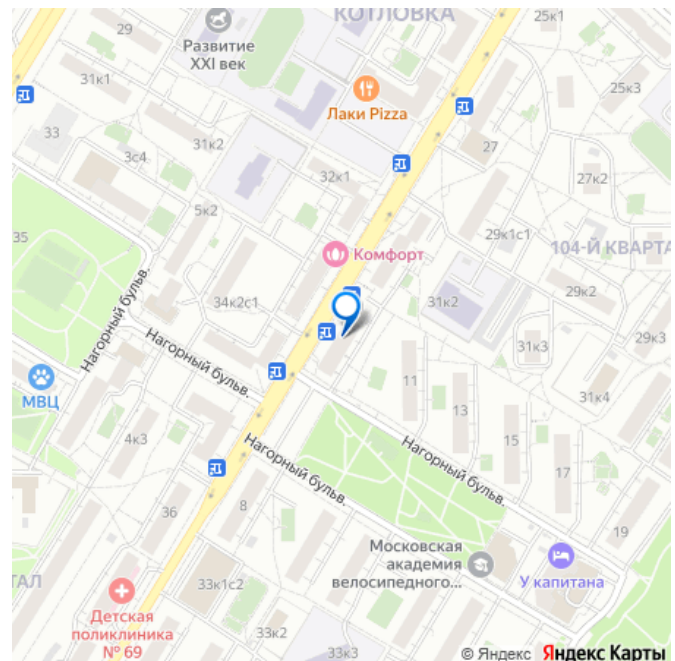 КОТЛОВКА
25к1
29
Развитие
XXI век
31к1
25к3
Лаки Pizza
33
3с4
31к2
27
32к1
27к2
5к2
29к1с1
35
Комфорт
104-Й КВАРТА
Нагорный бульв.
34к2с1
31к2
29к2
Нагорный бульв.
31к3
29к3
МВЦ
11
13
31к4
4к3
Нагорный бульв.
Нагорный бульв.
15
17
36
8
19
Московская
академия
велосипедного...
У капитана
ТАЛ
33к1с2
Детская
поликлиника
№ 69
33к2
33к3
© Яндекс Яндекс Карты